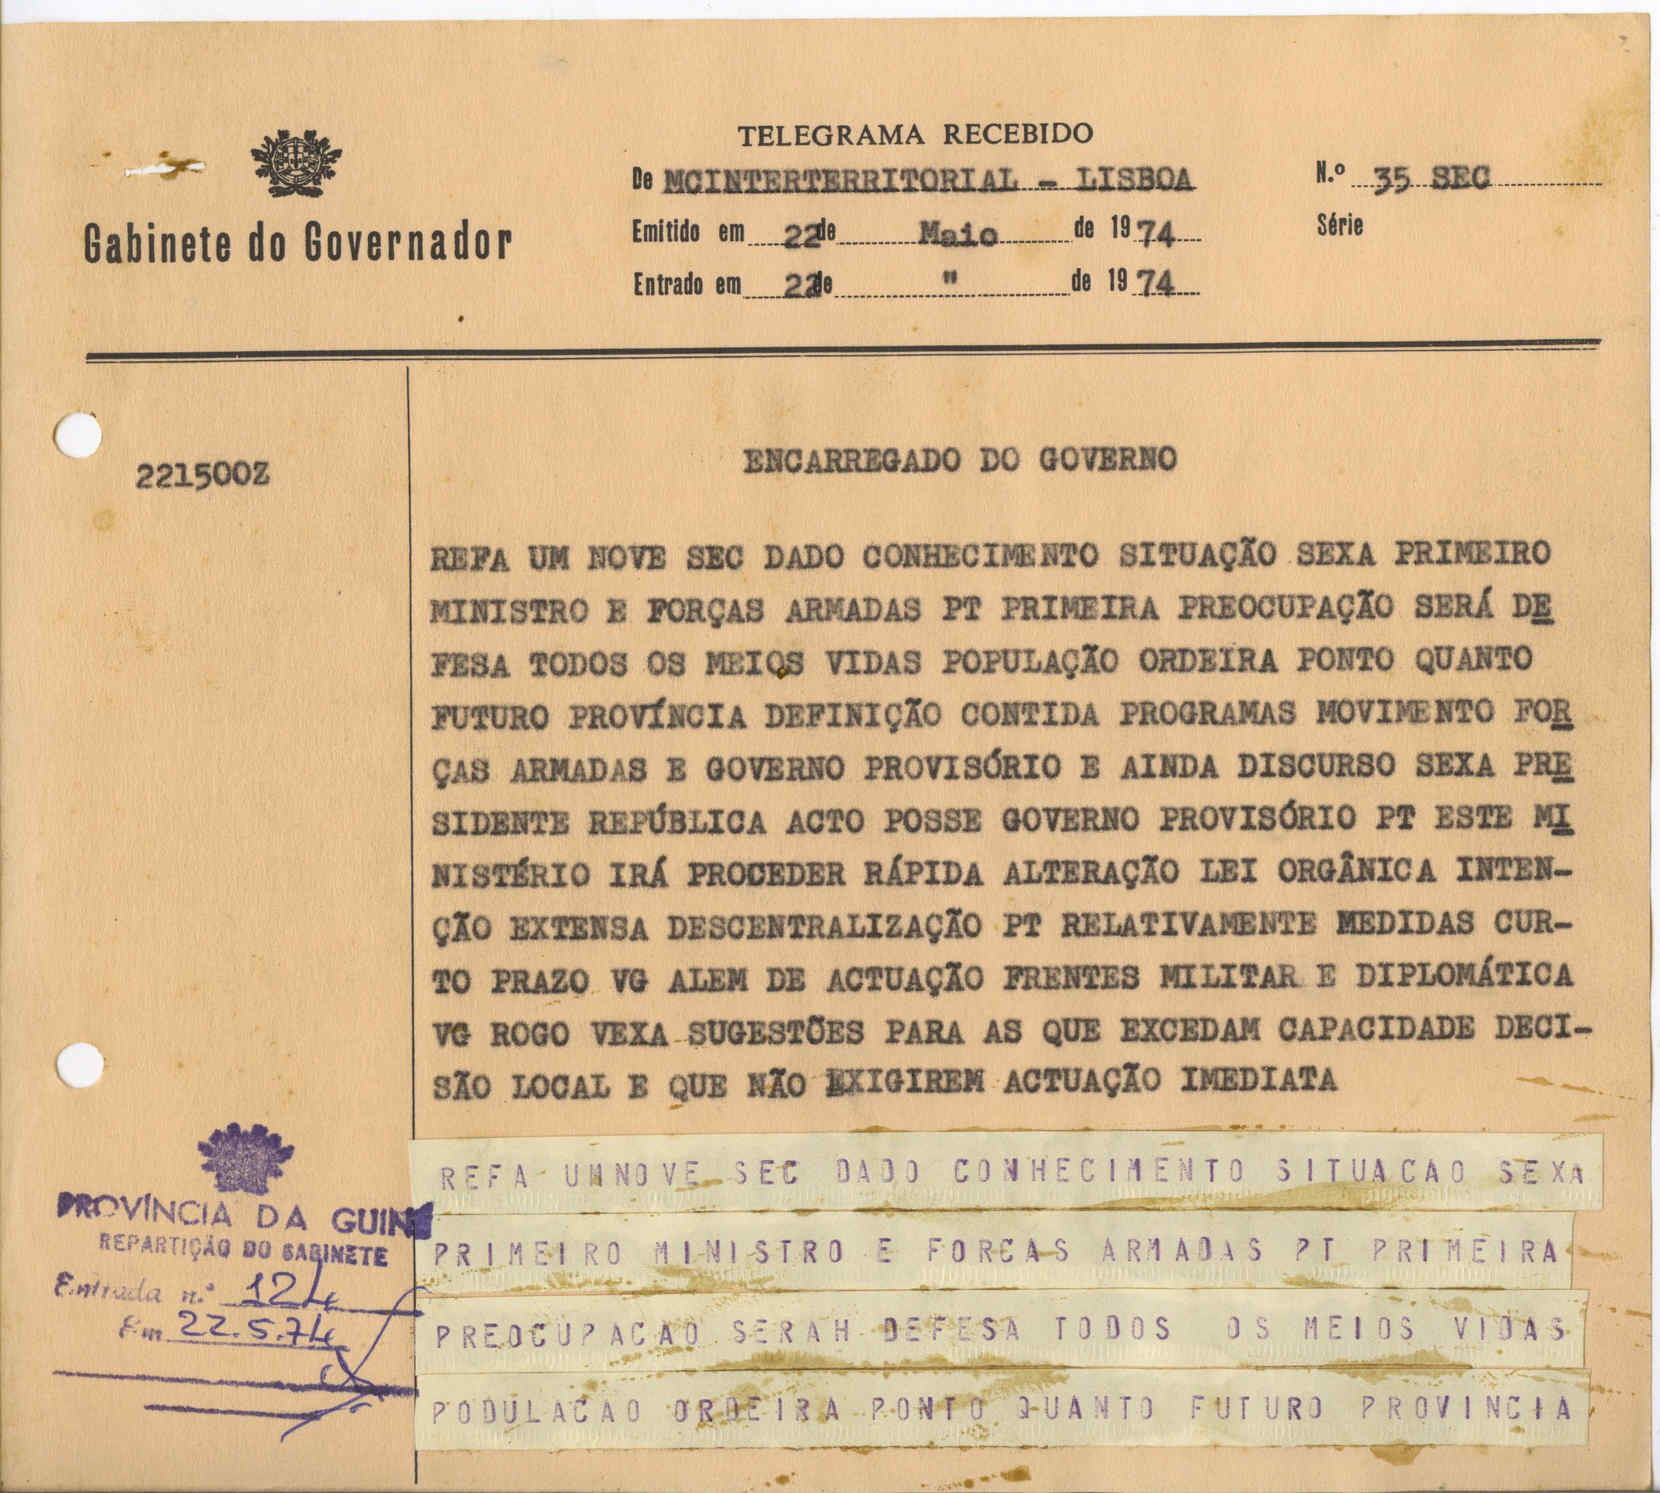 TELEGRAMA RECEBIDO
De MCINTERTERRITORIAL - LISBOA
N.º 35 SEC
Gabinete do Governador
Emitido em 22 de Maio de 1974
Série
Entrado em 22 de " de 1974
221500Z
ENCARREGADO DO GOVERNO
REFA UM NOVE SEC DADO CONHECIMENTO SITUAÇÃO SEXA PRIMEIRO
MINISTRO E FORÇAS ARMADAS PT PRIMEIRA PREOCUPAÇÃO SERÁ DE
FESA TODOS OS MEIOS VIDAS POPULAÇÃO ORDEIRA PONTO QUANTO
FUTURO PROVÍNCIA DEFINIÇÃO CONTIDA PROGRAMAS MOVIMENTO FOR
ÇAS ARMADAS E GOVERNO PROVISÓRIO E AINDA DISCURSO SEXA PRE
SIDENTE REPÚBLICA ACTO POSSE GOVERNO PROVISÓRIO PT ESTE MI
NISTÉRIO IRÁ PROCEDER RÁPIDA ALTERAÇÃO LEI ORGÂNICA INTEN-
ÇÃO EXTENSA DESCENTRALIZAÇÃO PT RELATIVAMENTE MEDIDAS CUR-
TO PRAZO VG ALEM DE ACTUAÇÃO FRENTES MILITAR E DIPLOMÁTICA
VG ROGO VEXA SUGESTÕES PARA AS QUE EXCEDAM CAPACIDADE DECI-
SÃO LOCAL E QUE NÃO EXIGIREM ACTUAÇÃO IMEDIATA
REFA UMNOVE SEC DADO CONHECIMENTO SITUACAO SEXA
PRIMEIRO MINISTRO E FORCAS ARMADAS PT PRIMEIRA
PREOCUPACAO SERAH DEFESA TODOS OS MEIOS VIDAS
PODULACAO ORDEIRA PONTO QUANTO FUTURO PROVINCIA
PROVÍNCIA DA GUINÉ
REPARTIÇÃO DO GABINETE
Entrada n.º 124
Em 22.5.74